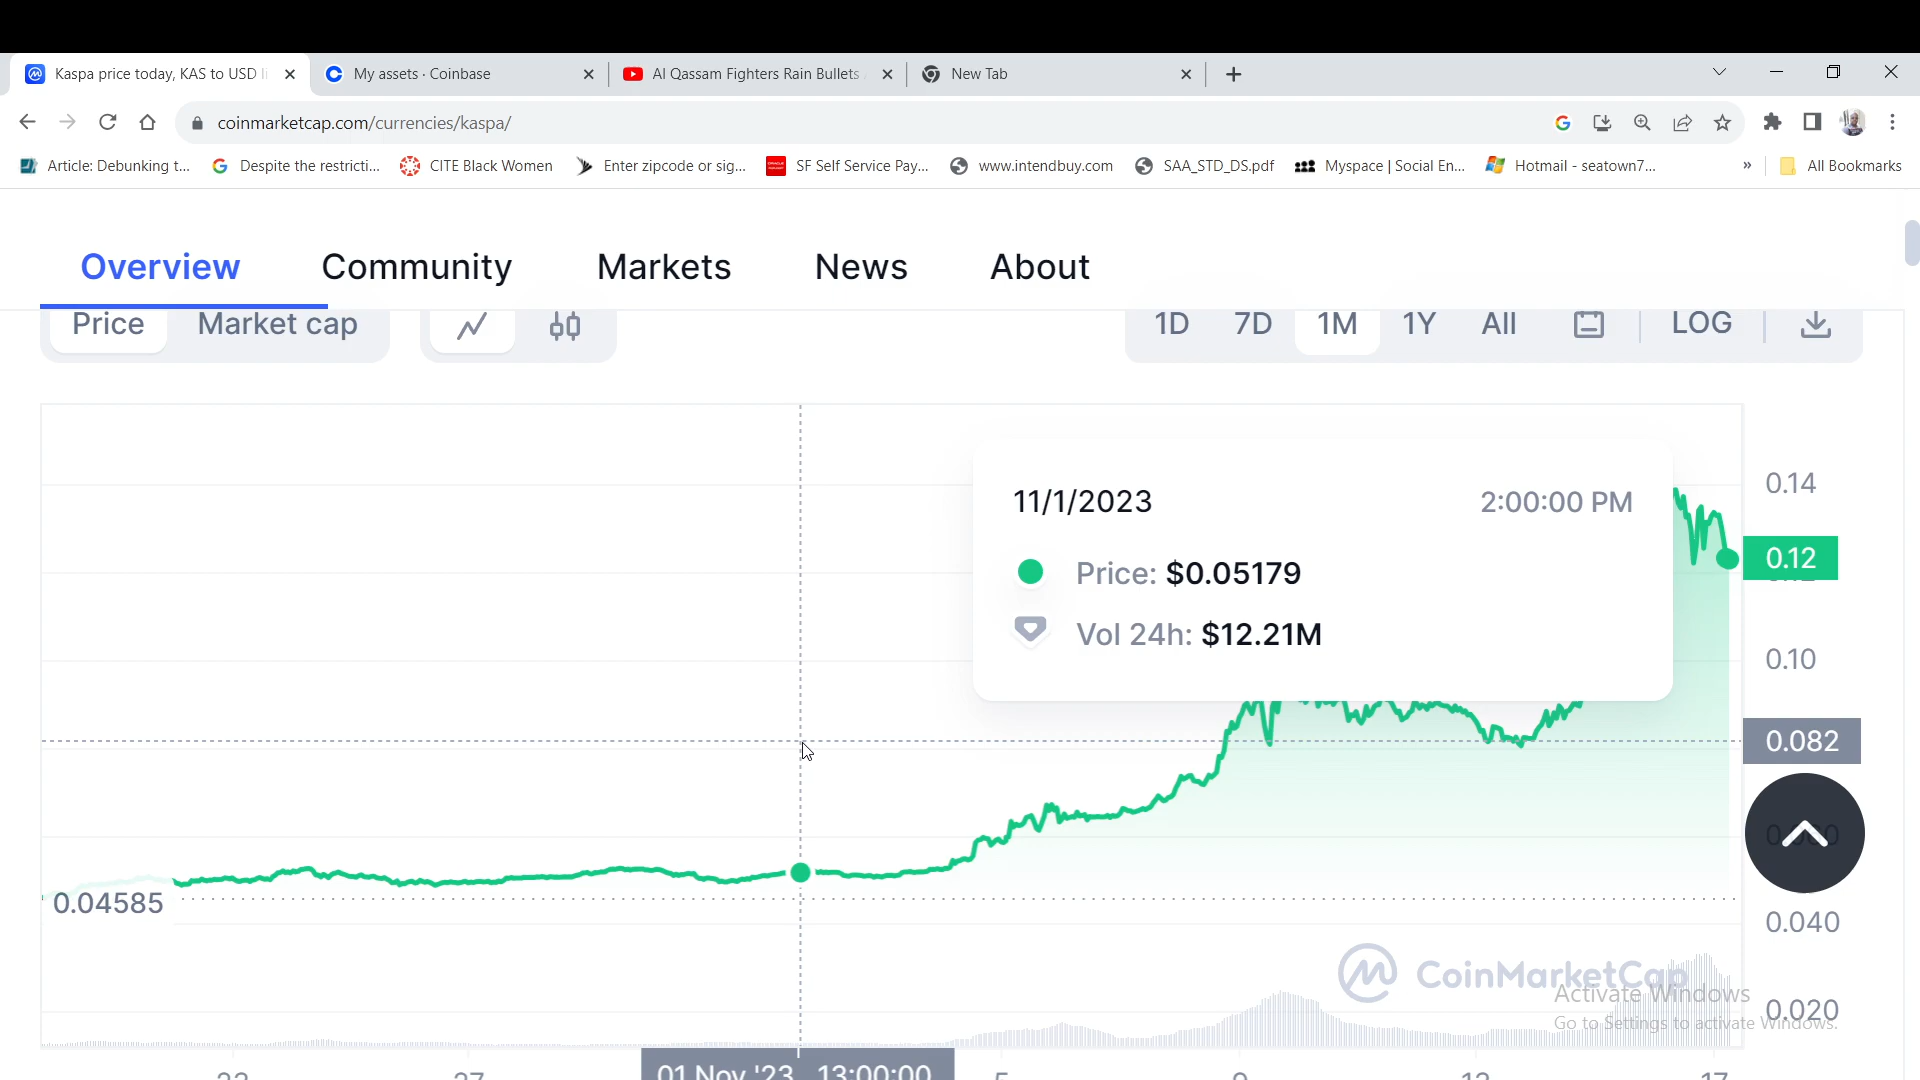 Kaspa price today, KAS to USD li
My assets · Coinbase
Al Qassam Fighters Rain Bullets
New Tab
coinmarketcap.com/currencies/kaspa/
Article: Debunking t...
Despite the restricti...
CITE Black Women
Enter zipcode or sig...
SF Self Service Pay...
www.intendbuy.com
SAA_STD_DS.pdf
Myspace | Social En...
Hotmail - seatown7...
»
All Bookmarks
Overview
Community
Markets
News
About
Price
Market cap
1D
7D
1M
1Y
All
LOG
11/1/2023
2:00:00 PM
Price: $0.05179
Vol 24h: $12.21M
0.14
0.12
0.10
0.082
0.04585
0.040
CoinMarketCap
Activate Windows
Go to Settings to activate Windows.
0.020
01 Nov '23 13:00:00